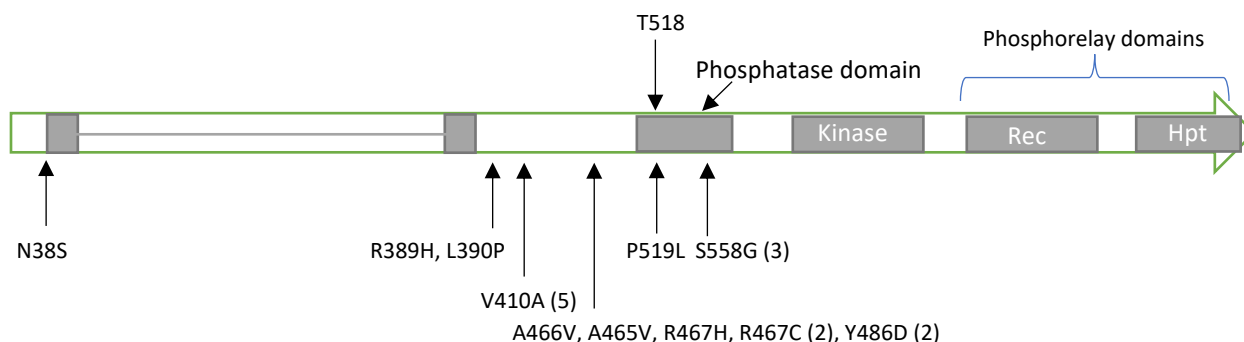 T518
Phosphorelay domains
Phosphatase domain
Kinase
Rec
Hpt
N38S
R389H, L390P
P519L
S558G (3)
V410A (5)
A466V, A465V, R467H, R467C (2), Y486D (2)